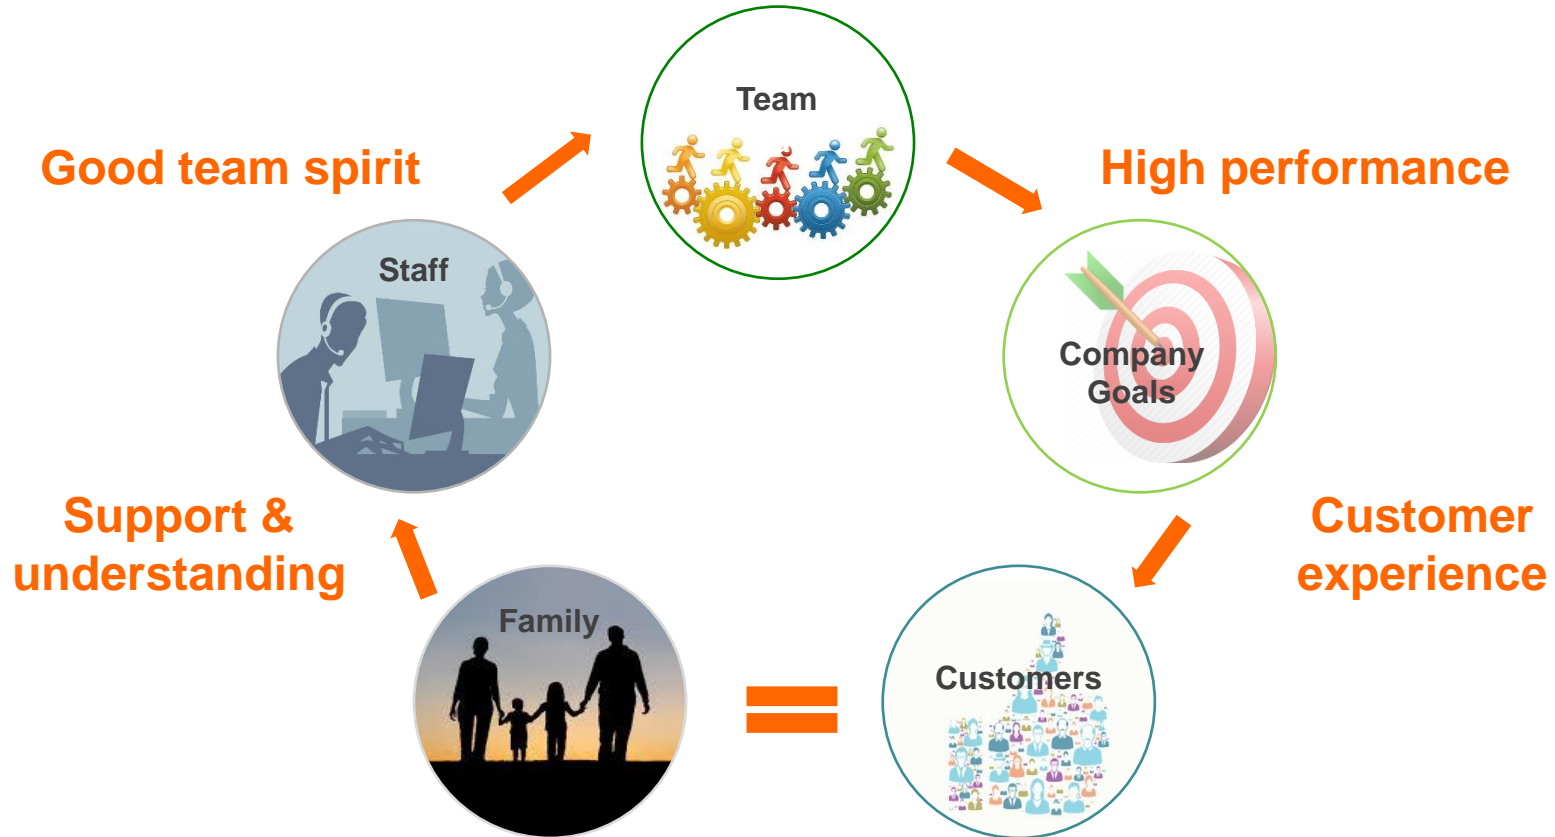 Team
Good team spirit
High performance
Staff
Company
Goals
Support &
understanding
Customer
experience
Family
Customers